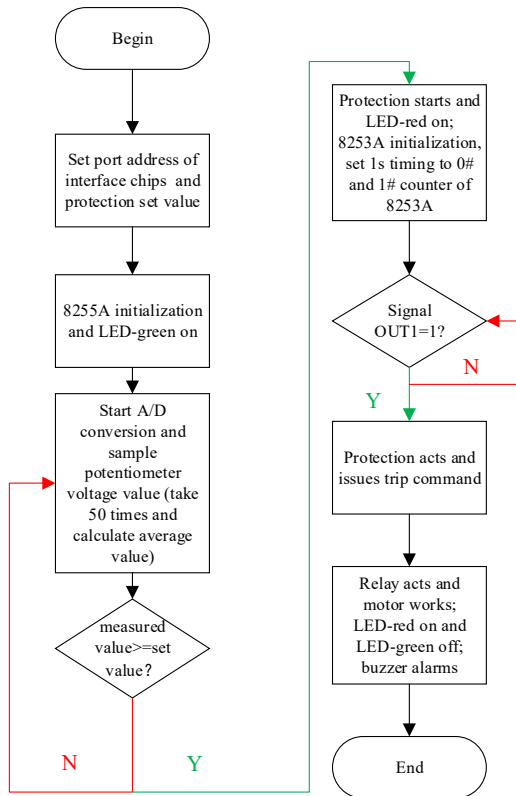 Begin
Set port address of
interface chips and
protection set value
8255A initialization
and LED-green on
Start A/D
conversion and
sample
potentiometer
voltage value (take
50 times and
calculate average
value)
measured
value>=set
value?
N
Y
Protection starts and
LED-red on;
8253A initialization,
set 1s timing to 0#
and 1# counter of
8253A
Signal
OUT1=1?
N
Y
Protection acts and
issues trip command
Relay acts and
motor works;
LED-red on and
LED-green off;
buzzer alarms
End